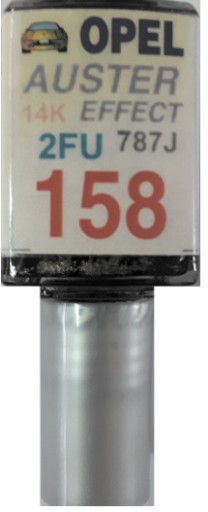 OPEL
AUSTER
14K EFFECT
2FU 787J
158